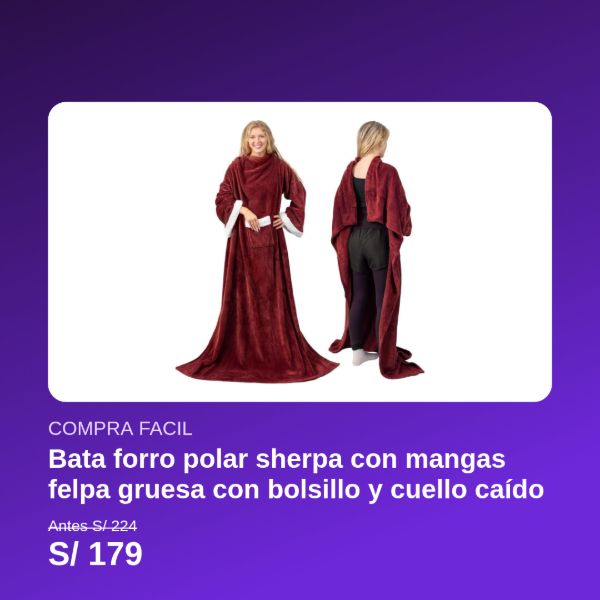 COMPRA FACIL
Bata forro polar sherpa con mangas
felpa gruesa con bolsillo y cuello caído
Antes S/ 224
S/ 179